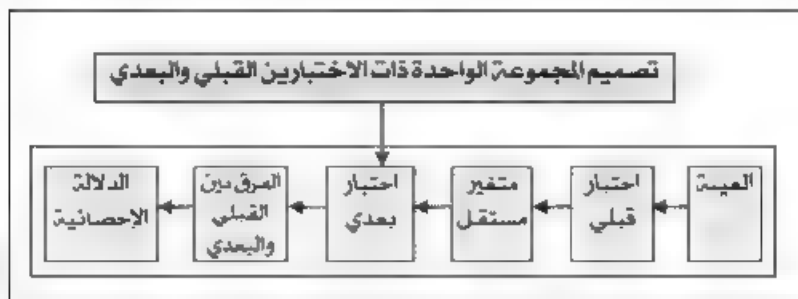 تصميم المجموعة الواحدة ذات الاختبارين القبلي والبعدي
العينة
اختبار
قبلي
متغير
مستقل
اختبار
بعدي
الفرق بين
القبلي
والبعدي
الدلالة
الإحصائية